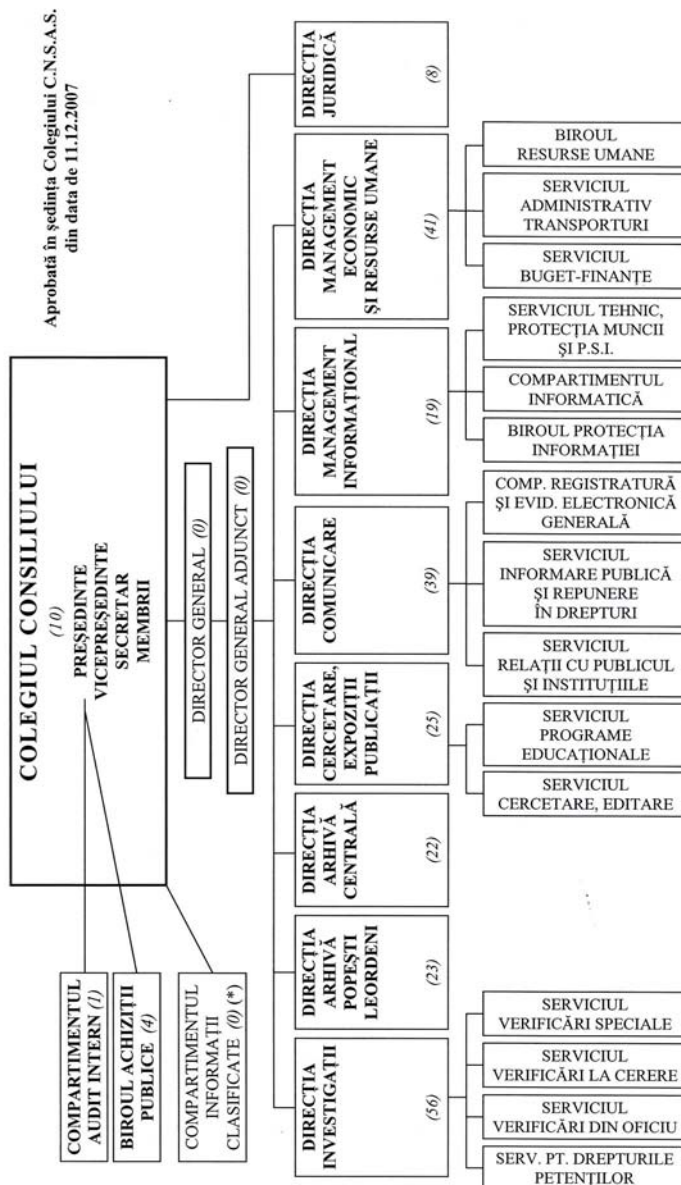 Aprobată în ședința Colegiului C.N.S.A.S.
din data de 11.12.2007
COLEGIUL CONSILIULUI
(10)
PREȘEDINTE
VICEPREȘEDINTE
SECRETAR
MEMBRII
COMPARTIMENTUL
AUDIT INTERN (1)
BIROUL ACHIZIȚII
PUBLICE (4)
COMPARTIMENTUL
INFORMAȚII
CLASIFICATE (0) (*)
DIRECTOR GENERAL (0)
DIRECTOR GENERAL ADJUNCT (0)
DIRECȚIA
INVESTIGAȚII
(56)
DIRECȚIA
ARHIVĂ
POPEȘTI
LEORDENI
(23)
DIRECȚIA
ARHIVĂ
CENTRALĂ
(22)
DIRECȚIA
CERCETARE,
EXPOZIȚII
PUBLICAȚII
(25)
DIRECȚIA
COMUNICARE
(39)
DIRECȚIA
MANAGEMENT
INFORMAȚIONAL
(19)
DIRECȚIA
MANAGEMENT
ECONOMIC
ȘI RESURSE UMANE
(41)
DIRECȚIA
JURIDICĂ
(8)
BIROUL
RESURSE UMANE
SERVICIUL
ADMINISTRATIV
TRANSPORTURI
SERVICIUL
BUGET-FINANȚE
SERVICIUL TEHNIC,
PROTECȚIA MUNCII
ȘI P.S.I.
COMPARTIMENTUL
INFORMATICĂ
BIROUL PROTECȚIA
INFORMAȚIEI
COMP. REGISTRATURĂ
ȘI EVID. ELECTRONICĂ
GENERALĂ
SERVICIUL
INFORMARE PUBLICĂ
ȘI REPUNERE
ÎN DREPTURI
SERVICIUL
RELAȚII CU PUBLICUL
ȘI INSTITUȚIILE
SERVICIUL
PROGRAME
EDUCAȚIONALE
SERVICIUL
CERCETARE, EDITARE
SERVICIUL
VERIFICĂRI SPECIALE
SERVICIUL
VERIFICĂRI LA CERERE
SERVICIUL
VERIFICĂRI DIN OFICIU
SERV. PT. DREPTURILE
PETENȚILOR